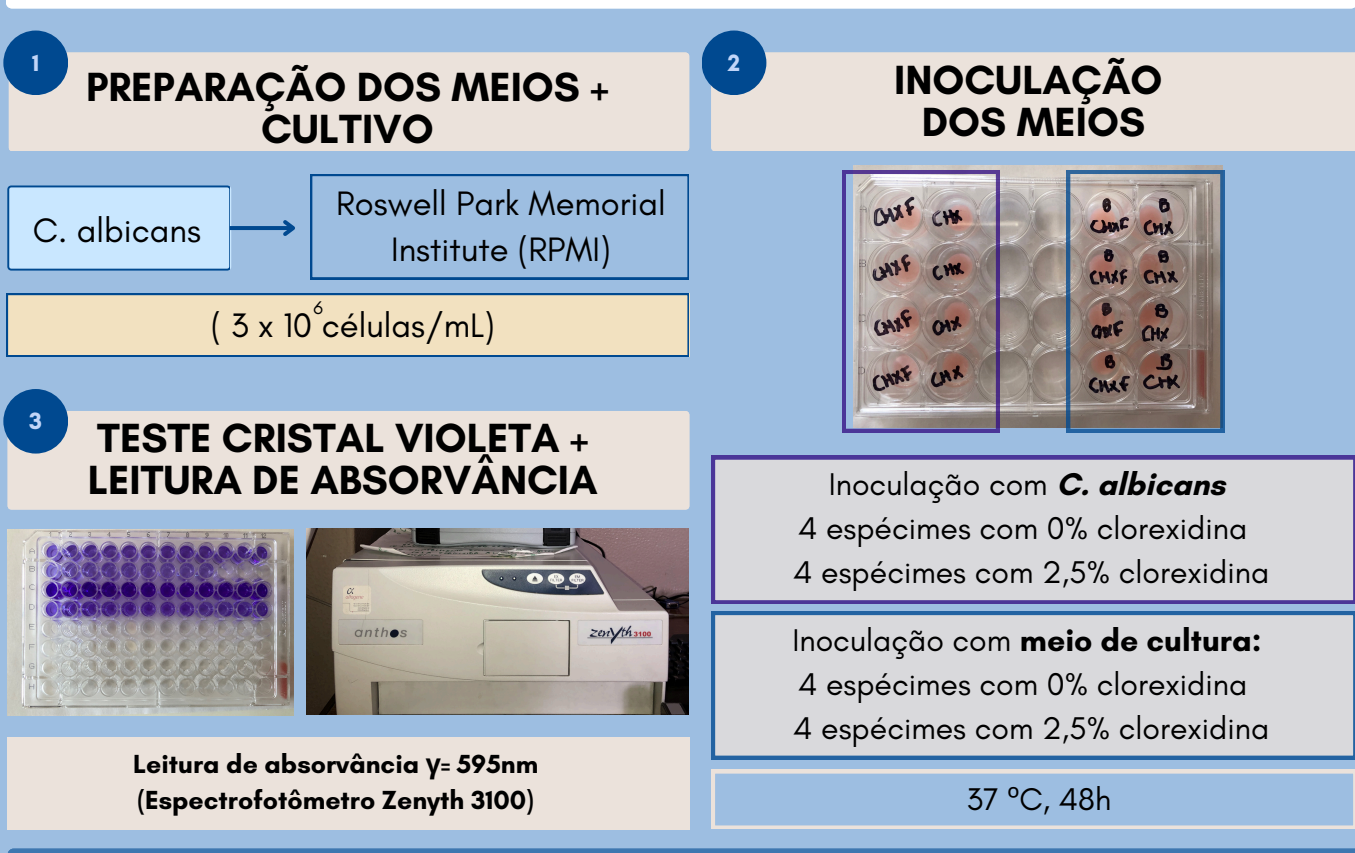 1
PREPARAÇÃO DOS MEIOS +
CULTIVO
C. albicans
Roswell Park Memorial
Institute (RPMI)
( 3 x 10⁶ células/mL)
2
INOCULAÇÃO
DOS MEIOS
CHXF CHX B CHXF B CHX
CHXF CHX B CHXF B CHX
CHXF CHX B CHXF B CHX
CHXF CHX B CHXF B CHX
Inoculação com C. albicans
4 espécimes com 0% clorexidina
4 espécimes com 2,5% clorexidina
Inoculação com meio de cultura:
4 espécimes com 0% clorexidina
4 espécimes com 2,5% clorexidina
37 ºC, 48h
3
TESTE CRISTAL VIOLETA +
LEITURA DE ABSORVÂNCIA
anthos
zenyth 3100
Leitura de absorvância γ= 595nm
(Espectrofotômetro Zenyth 3100)